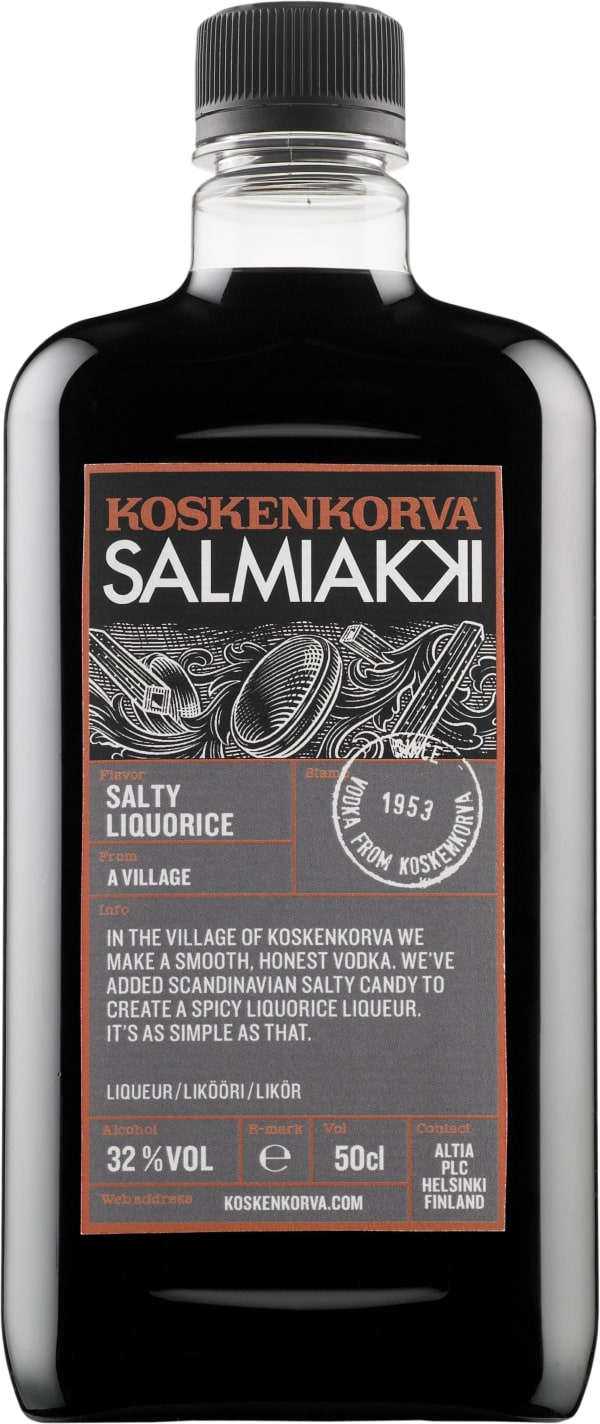 KOSKENKORVA
SALMIAKKI
Flavor
SALTY
LIQUORICE
Stamp
SINCE
1953
VODKA FROM KOSKENKORVA
From
A VILLAGE
Info
IN THE VILLAGE OF KOSKENKORVA WE
MAKE A SMOOTH, HONEST VODKA. WE'VE
ADDED SCANDINAVIAN SALTY CANDY TO
CREATE A SPICY LIQUORICE LIQUEUR.
IT'S AS SIMPLE AS THAT.
LIQUEUR/LIKÖÖRI/LIKÖR
Alcohol
32 %VOL
E-mark
e
Vol
50cl
Contact
ALTIA
PLC
HELSINKI
FINLAND
Web address
KOSKENKORVA.COM